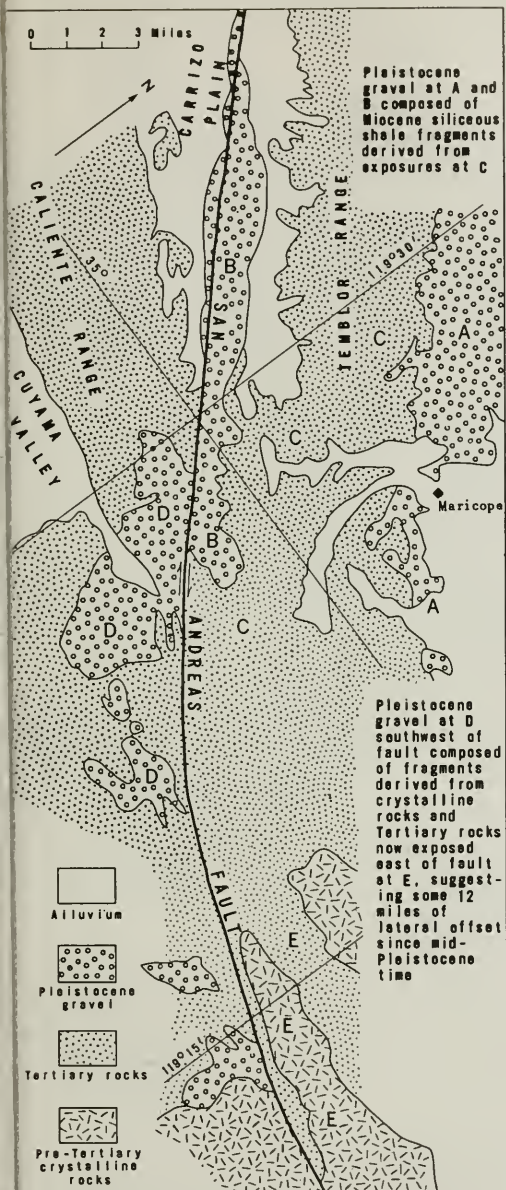 0 1 2 3 Miles
N
CARRIZO
PLAIN
Pleistocene
gravel at A and
B composed of
Miocene siliceous
shale fragments
derived from
exposures at C
CALIENTE
RANGE
35°
TEMBLOR RANGE
119°30'
B
SAN
C
A
CUYAMA
VALLEY
C
Maricopa
D
B
A
D
C
ANDREAS
D
Pleistocene
gravel at D
southwest of
fault composed
of fragments
derived from
crystalline
rocks and
Tertiary rocks
now exposed
east of fault
at E, suggest-
ing some 12
miles of
lateral offset
since mid-
Pleistocene
time
FAULT
E
E
E
119°15'
Alluvium
Pleistocene
gravel
Tertiary rocks
Pre-Tertiary
crystalline
rocks